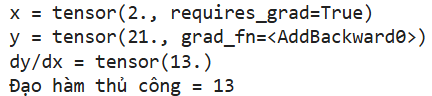 x = tensor(2., requires_grad=True)
y = tensor(21., grad_fn=<AddBackward0>)
dy/dx = tensor(13.)
Đạo hàm thủ công = 13